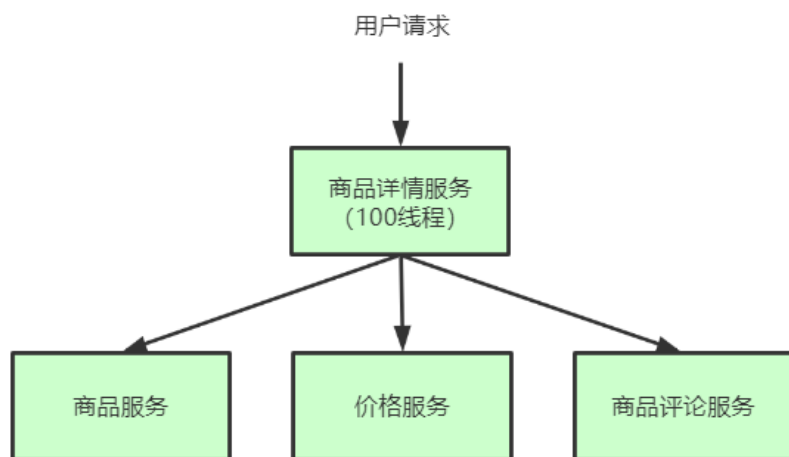 用户请求
商品详情服务
（100线程）
商品服务
价格服务
商品评论服务